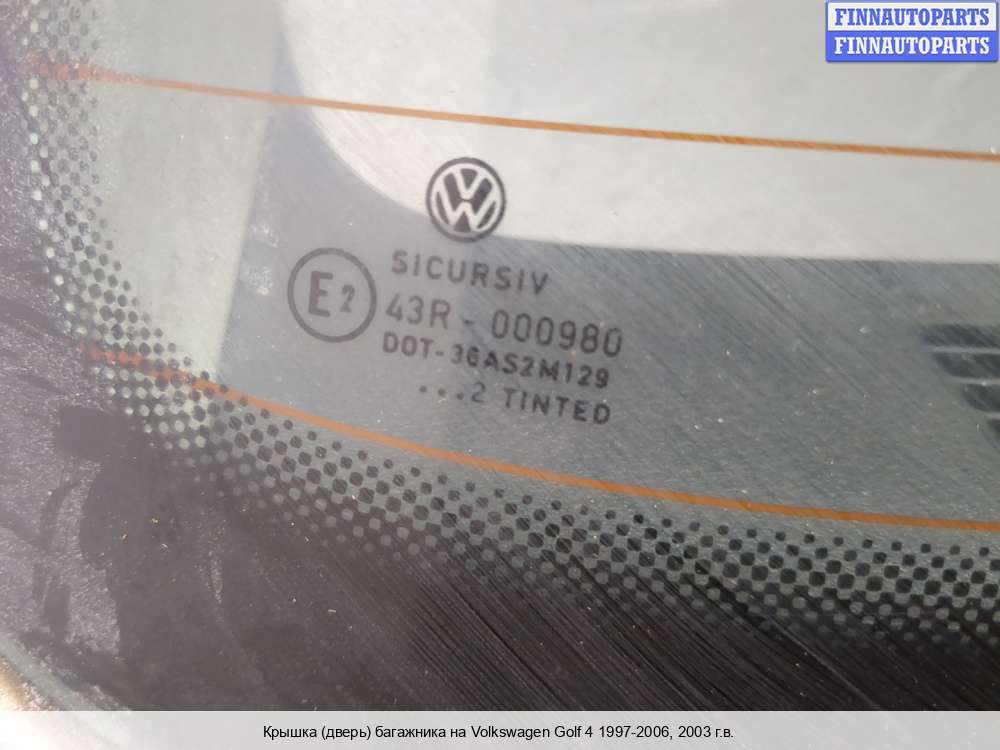 FINNAUTOPARTS
FINNAUTOPARTS
SICURSIV
E2
43R - 000980
DOT-36AS2M129
...2 TINTED
Крышка (дверь) багажника на Volkswagen Golf 4 1997-2006, 2003 г.в.